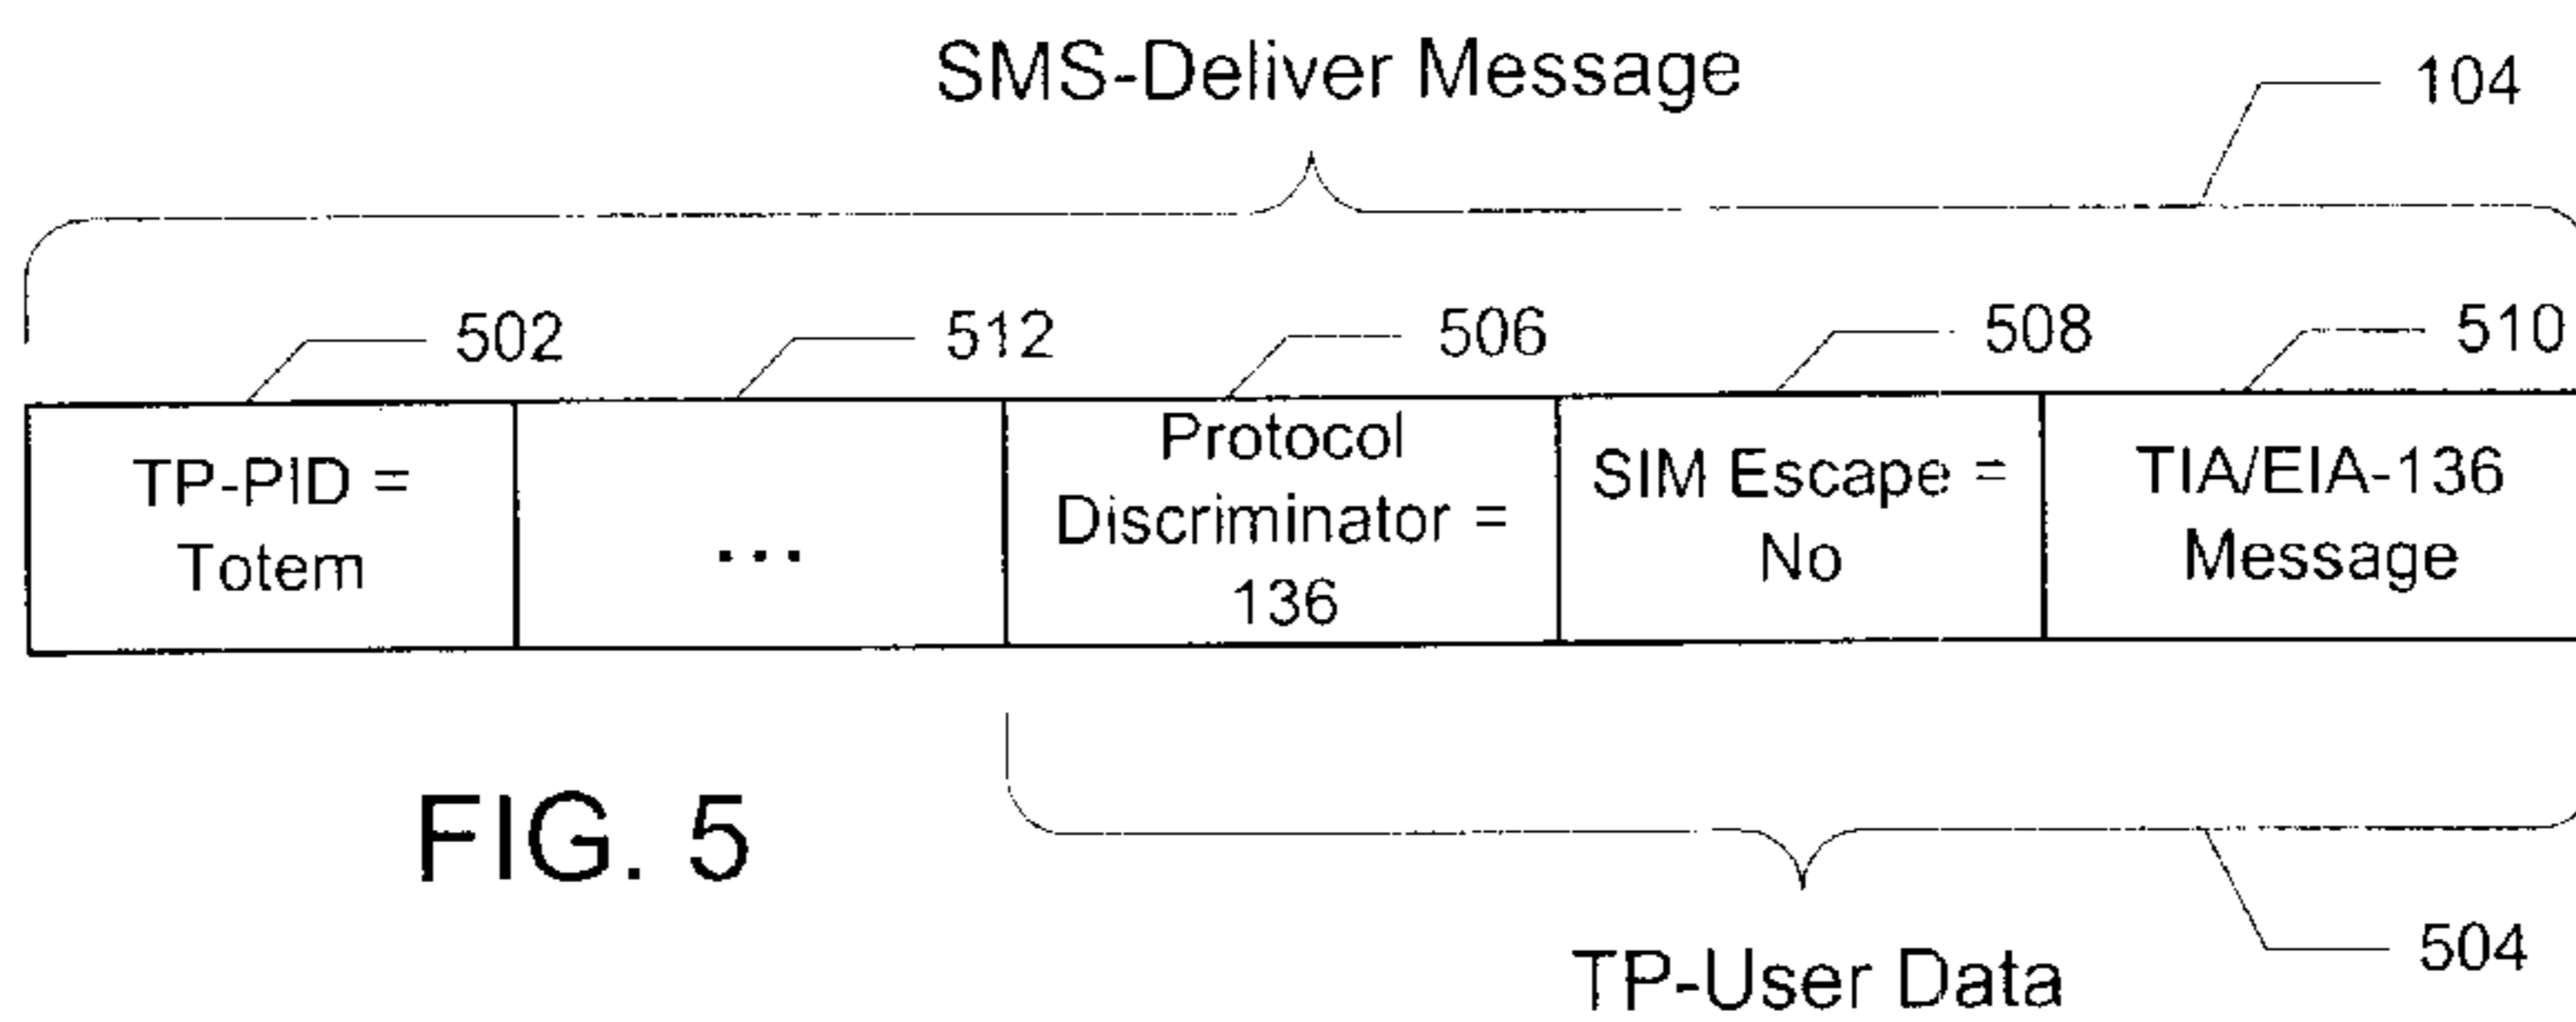 SMS-Deliver Message
104
502
512
506
508
510
TP-PID =
Totem
...
Protocol
Discriminator =
136
SIM Escape =
No
TIA/EIA-136
Message
FIG. 5
504
TP-User Data